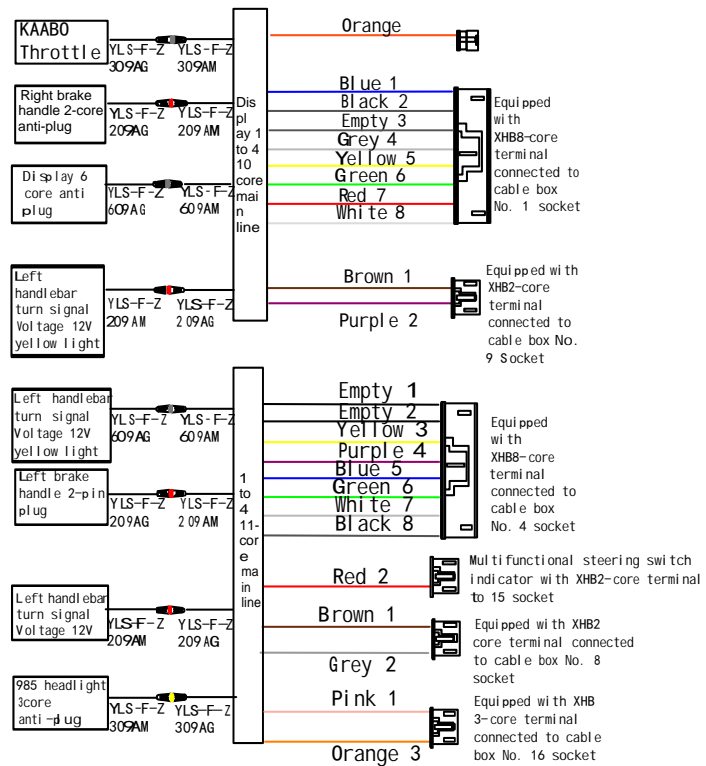 KAABO
Throttle
YLS-F-Z
309AG
YLS-F-Z
309AM
Right brake
handle 2-core
anti-plug
YLS-F-Z
209AG
YLS-F-Z
209AM
Display 6
core anti
plug
YLS-F-Z
609AG
YLS-F-Z
609AM
Left
handlebar
turn signal
Voltage 12V
yellow light
YLS-F-Z
209AM
YLS-F-Z
209AG
Dis
pl
ay 1
to 4
10
core
mai
n
line
Orange
Blue 1
Black 2
Empty 3
Grey 4
Yellow 5
Green 6
Red 7
White 8
Equipped
with
XHB8-core
terminal
connected to
cable box
No. 1 socket
Brown 1
Purple 2
Equipped with
XHB2-core
terminal
connected to
cable box No.
9 Socket
Left handlebar
turn signal
Voltage 12V
yellow light
YLS-F-Z
609AG
YLS-F-Z
609AM
Left brake
handle 2-pin
plug
YLS-F-Z
209AG
YLS-F-Z
209AM
Left handlebar
turn signal
Voltage 12V
YLS-F-Z
209AM
YLS-F-Z
209AG
985 headlight
3core
anti-plug
YLS-F-Z
309AM
YLS-F-Z
309AG
1
to 4
11-
cor
e
ma
in
line
Empty 1
Empty 2
Yellow 3
Purple 4
Blue 5
Green 6
White 7
Black 8
Equipped
with
XHB8-core
terminal
connected to
cable box
No. 4 socket
Red 2
Multifunctional steering switch
indicator with XHB2-core terminal
to 15 socket
Brown 1
Grey 2
Equipped with XHB2
core terminal connected
to cable box No. 8
socket
Pink 1
Orange 3
Equipped with XHB
3-core terminal
connected to cable
box No. 16 socket